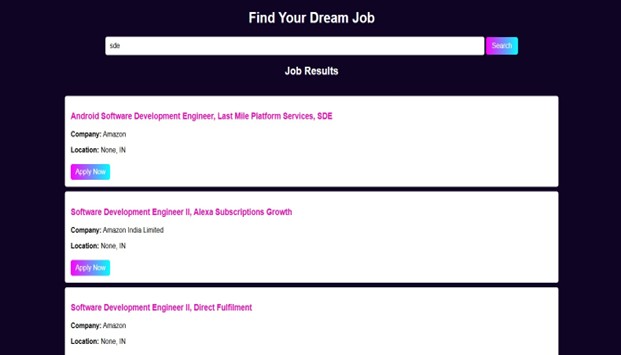 Find Your Dream Job
sde
Search
Job Results
Android Software Development Engineer, Last Mile Platform Services, SDE
Company: Amazon
Location: None, IN
Apply Now
Software Development Engineer II, Alexa Subscriptions Growth
Company: Amazon India Limited
Location: None, IN
Apply Now
Software Development Engineer II, Direct Fulfilment
Company: Amazon
Location: None, IN